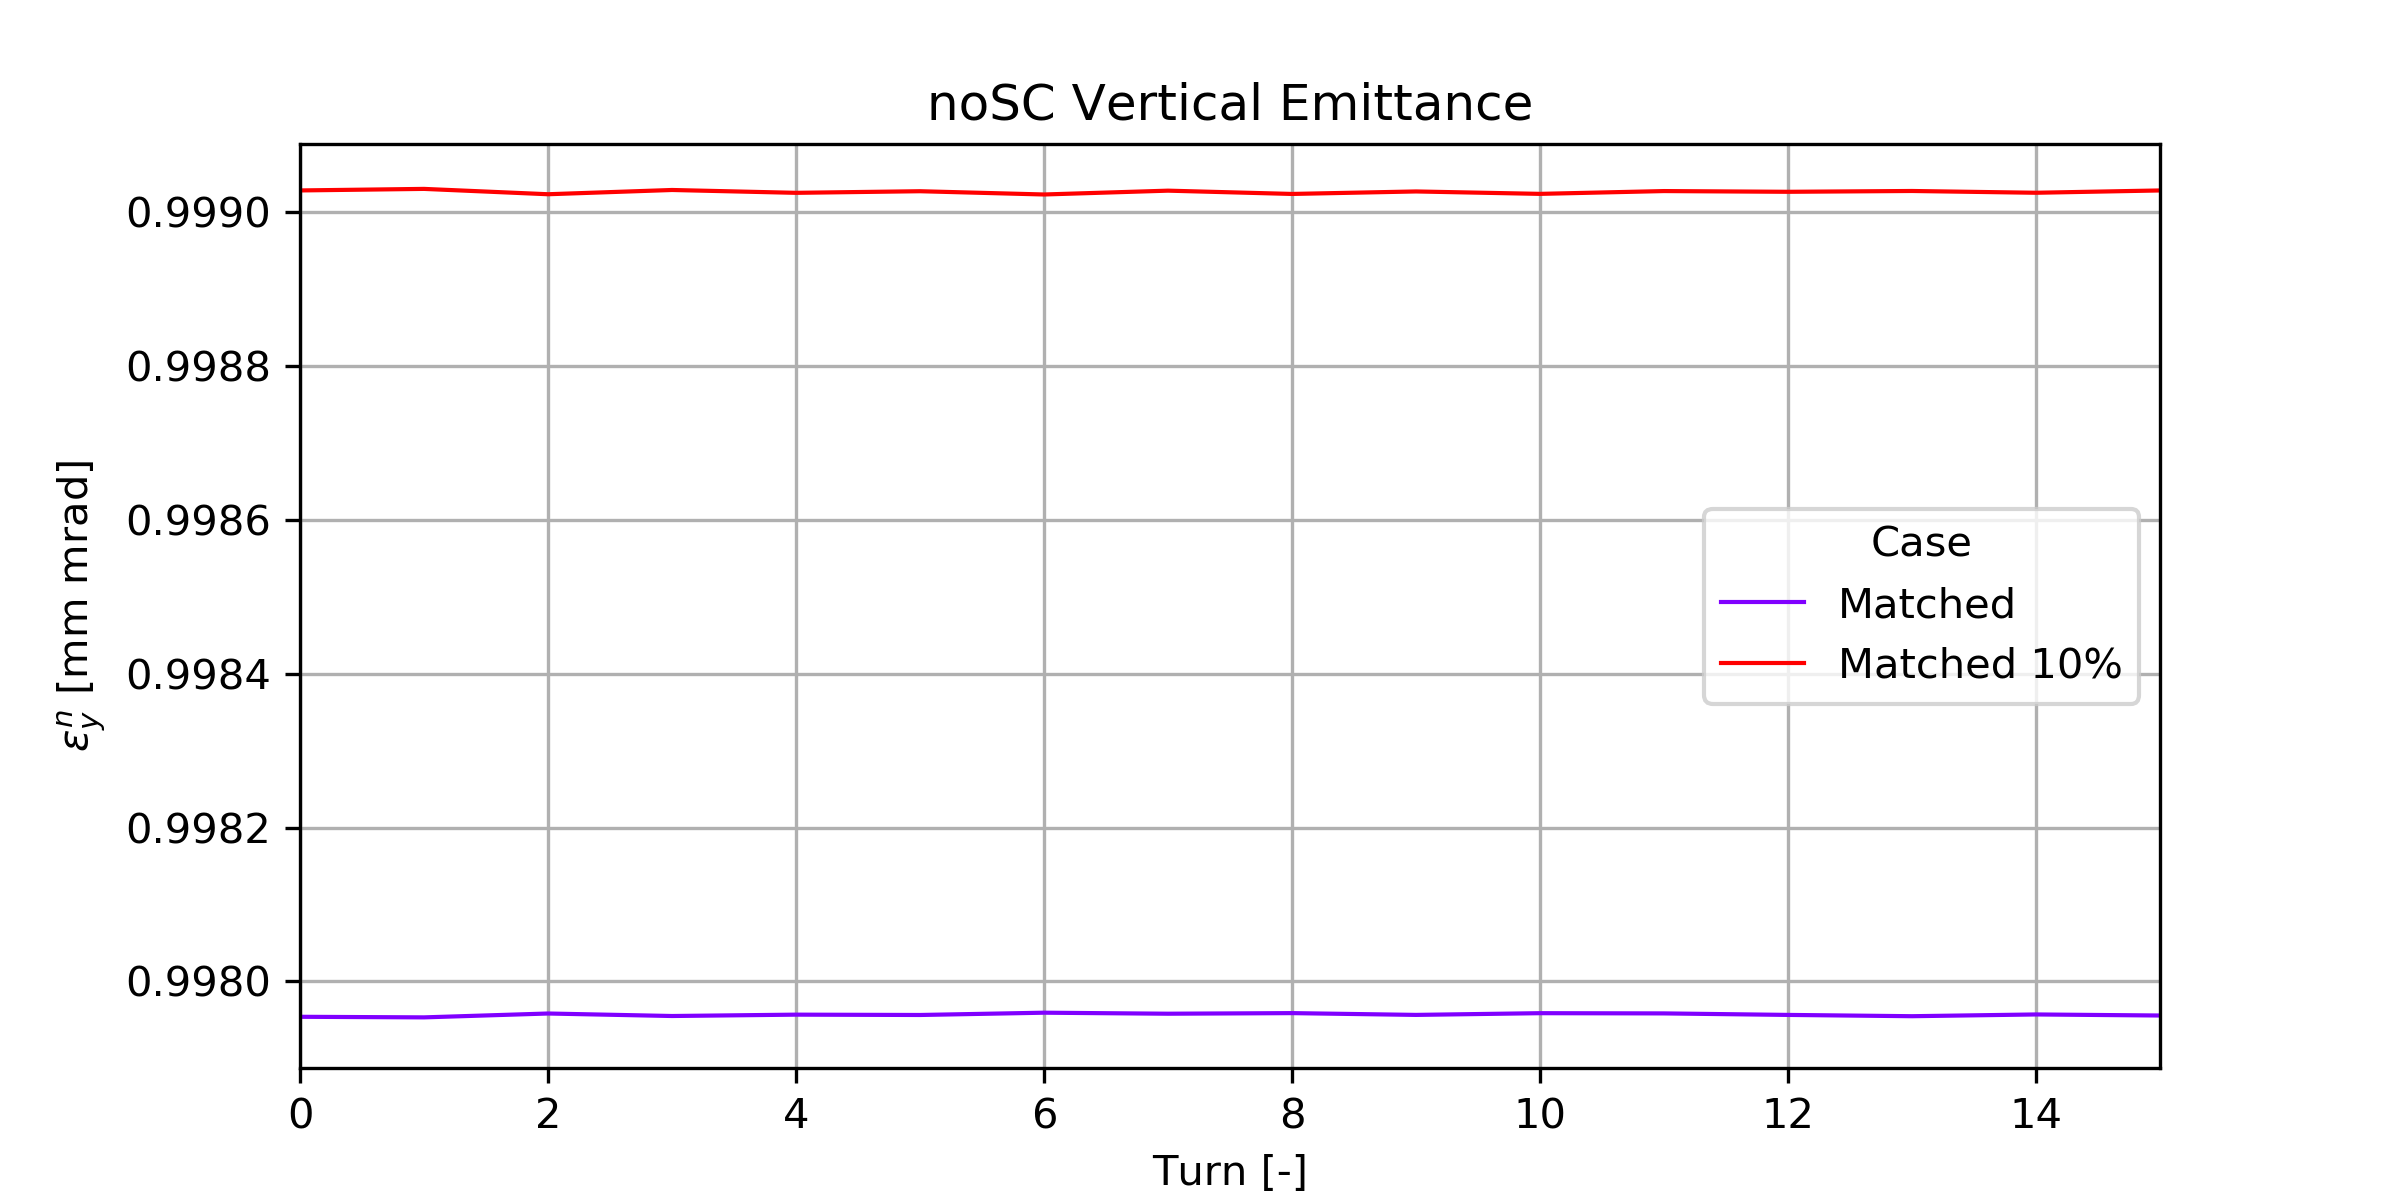 noSC Vertical Emittance
0.9990
0.9988
0.9986
0.9984
0.9982
0.9980
ε_y^n [mm mrad]
Case
Matched
Matched 10%
0 2 4 6 8 10 12 14
Turn [-]